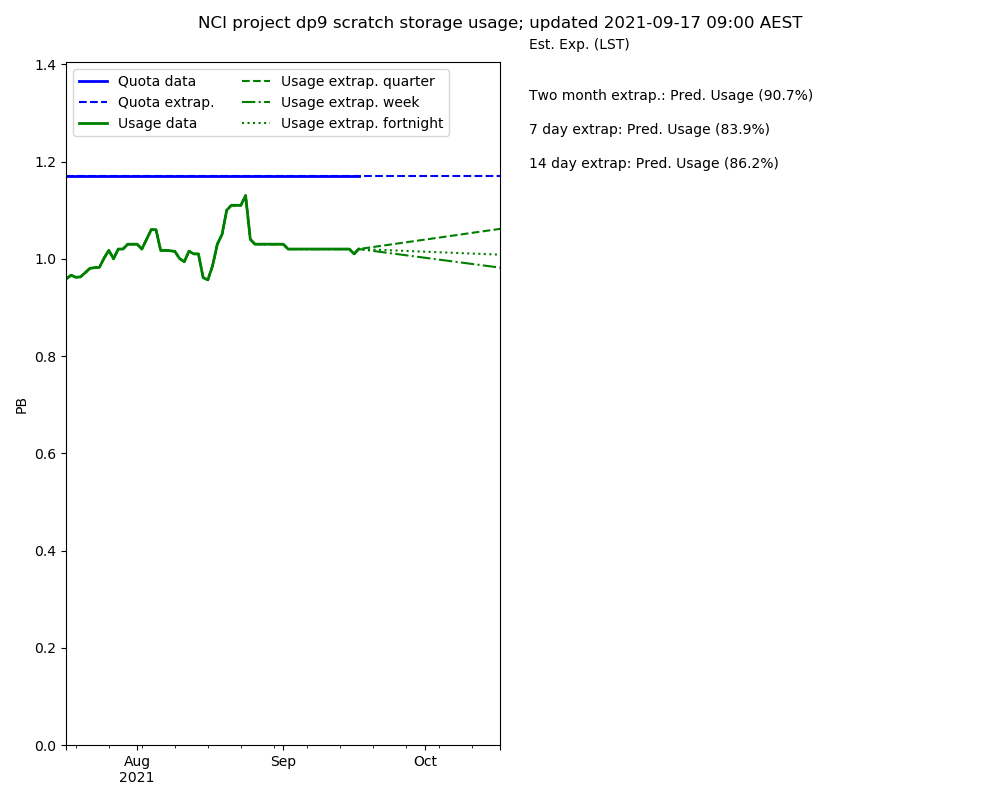 NCI project dp9 scratch storage usage; updated 2021-09-17 09:00 AEST
Est. Exp. (LST)
Two month extrap.: Pred. Usage (90.7%)
7 day extrap: Pred. Usage (83.9%)
14 day extrap: Pred. Usage (86.2%)
Quota data
Quota extrap.
Usage data
Usage extrap. quarter
Usage extrap. week
Usage extrap. fortnight
PB
1.4
1.2
1.0
0.8
0.6
0.4
0.2
0.0
Aug
2021
Sep
Oct